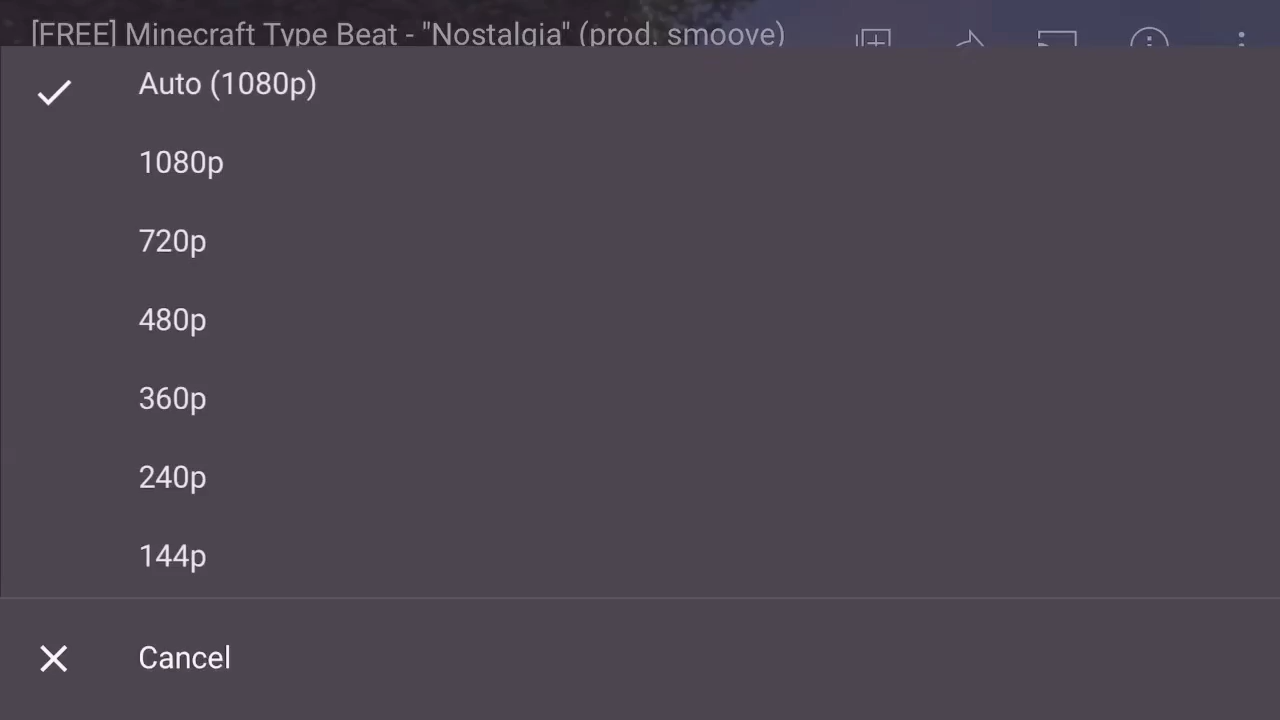 [FREE] Minecraft Type Beat - "Nostalgia" (prod. smoove)
Auto (1080p)
1080p
720p
480p
360p
240p
144p
Cancel